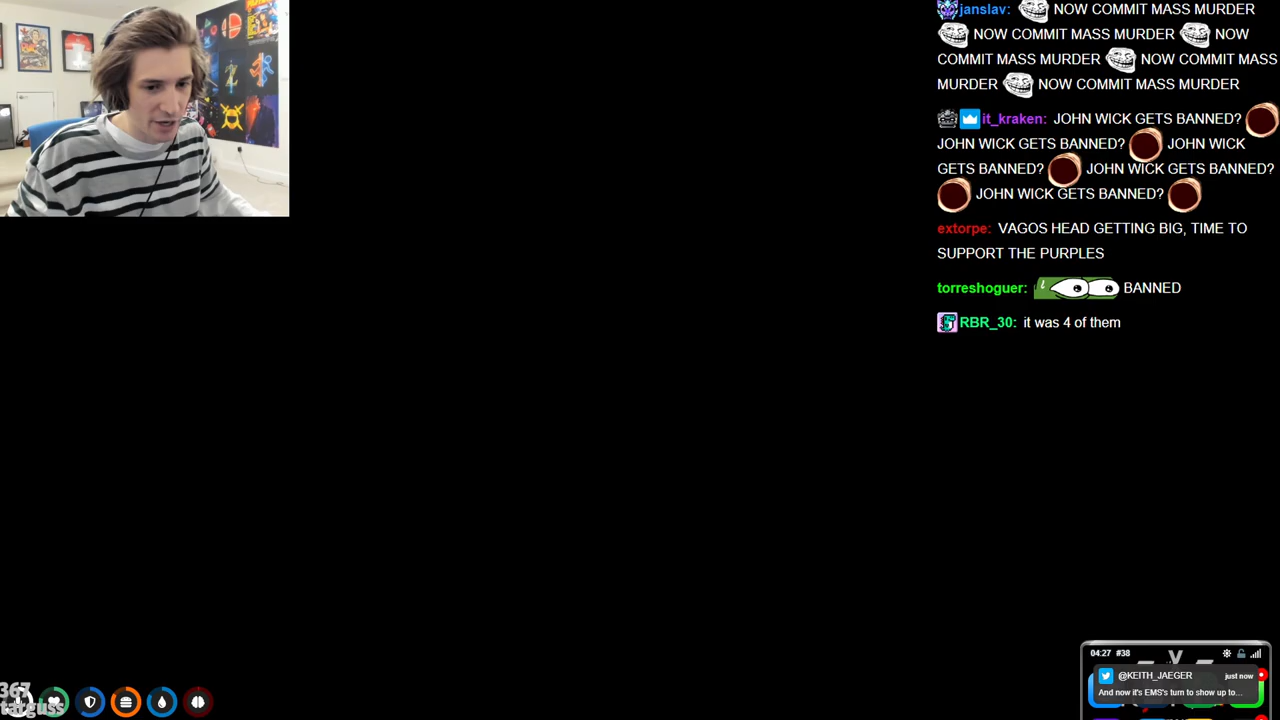 janslav: NOW COMMIT MASS MURDER
NOW COMMIT MASS MURDER NOW
COMMIT MASS MURDER NOW COMMIT MASS
MURDER NOW COMMIT MASS MURDER
it_kraken: JOHN WICK GETS BANNED?
JOHN WICK GETS BANNED? JOHN WICK
GETS BANNED? JOHN WICK GETS BANNED?
JOHN WICK GETS BANNED?
extorpe: VAGOS HEAD GETTING BIG, TIME TO
SUPPORT THE PURPLES
torreshoguer: BANNED
RBR_30: it was 4 of them
04:27 #38
@KEITH_JAEGER just now
And now it's EMS's turn to show up to...
367